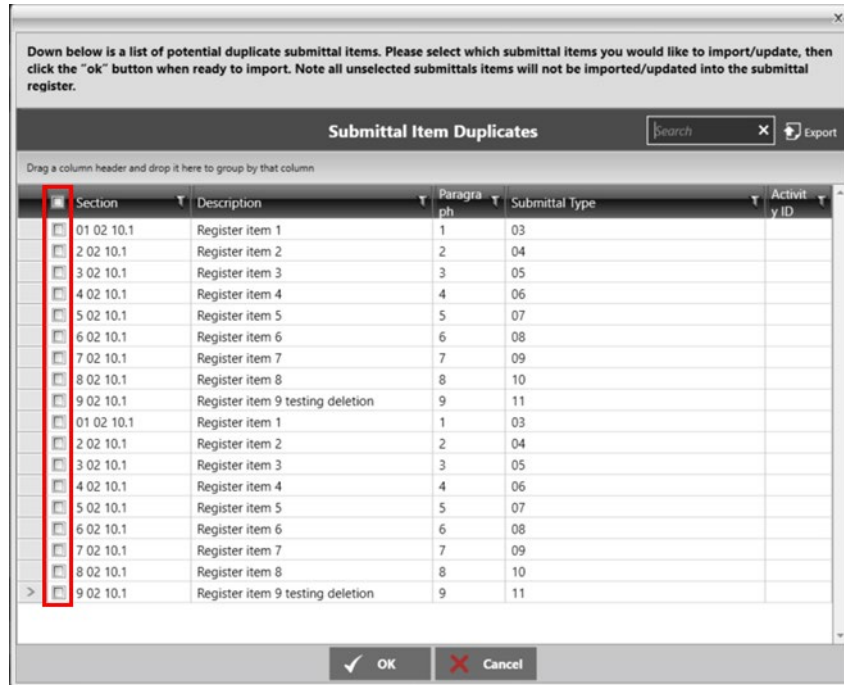 x
Down below is a list of potential duplicate submittal items. Please select which submittal items you would like to import/update, then
click the "ok" button when ready to import. Note all unselected submittals items will not be imported/updated into the submittal
register.
Submittal Item Duplicates Search × Export
Drag a column header and drop it here to group by that column
Section Description Paragra ph Submittal Type Activit y ID
01 02 10.1 Register item 1 1 03
2 02 10.1 Register item 2 2 04
3 02 10.1 Register item 3 3 05
4 02 10.1 Register item 4 4 06
5 02 10.1 Register item 5 5 07
6 02 10.1 Register item 6 6 08
7 02 10.1 Register item 7 7 09
8 02 10.1 Register item 8 8 10
9 02 10.1 Register item 9 testing deletion 9 11
01 02 10.1 Register item 1 1 03
2 02 10.1 Register item 2 2 04
3 02 10.1 Register item 3 3 05
4 02 10.1 Register item 4 4 06
5 02 10.1 Register item 5 5 07
6 02 10.1 Register item 6 6 08
7 02 10.1 Register item 7 7 09
8 02 10.1 Register item 8 8 10
> 9 02 10.1 Register item 9 testing deletion 9 11
OK Cancel